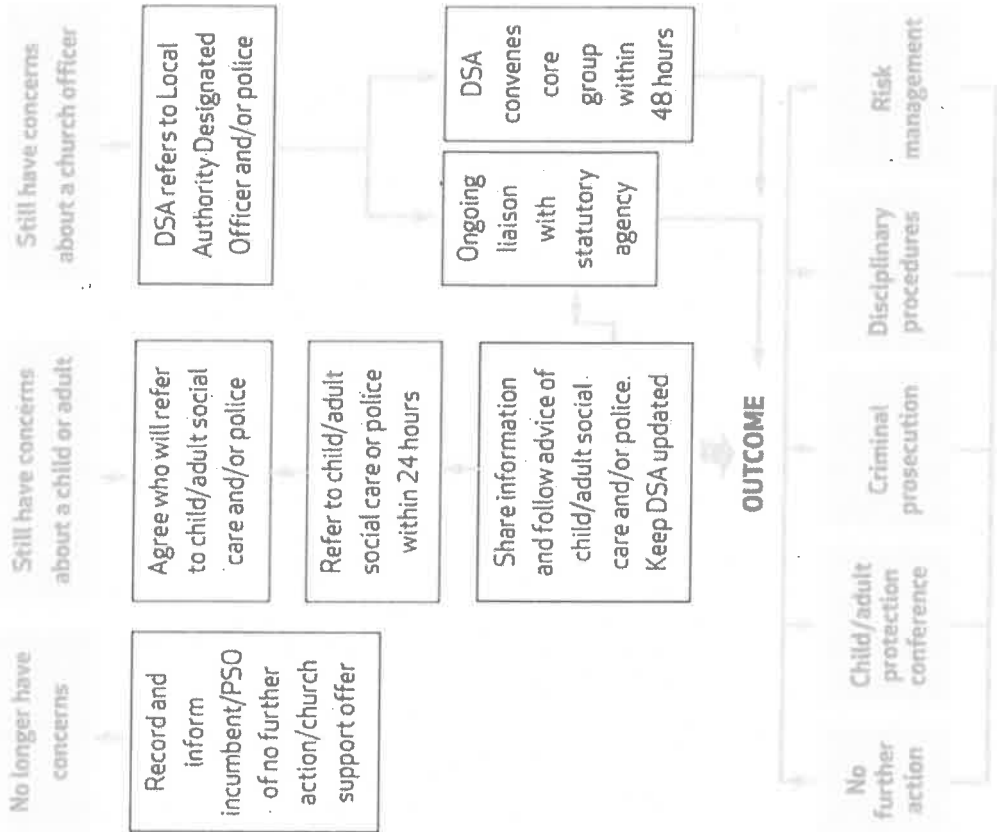 No longer have
concerns
Still have concerns
about a child or adult
Still have concerns
about a church officer
Record and
inform
incumbent/PSO
of no further
action/church
support offer
Agree who will refer
to child/adult social
care and/or police
Refer to child/adult
social care or police
within 24 hours
Share information
and follow advice of
child/adult social
care and/or police.
Keep DSA updated
DSA refers to Local
Authority Designated
Officer and/or police
Ongoing
liaison
with
statutory
agency
DSA
convenes
core
group
within
48 hours
OUTCOME
No
further
action
Child/adult
protection
conference
Criminal
prosecution
Disciplinary
procedures
Risk
management